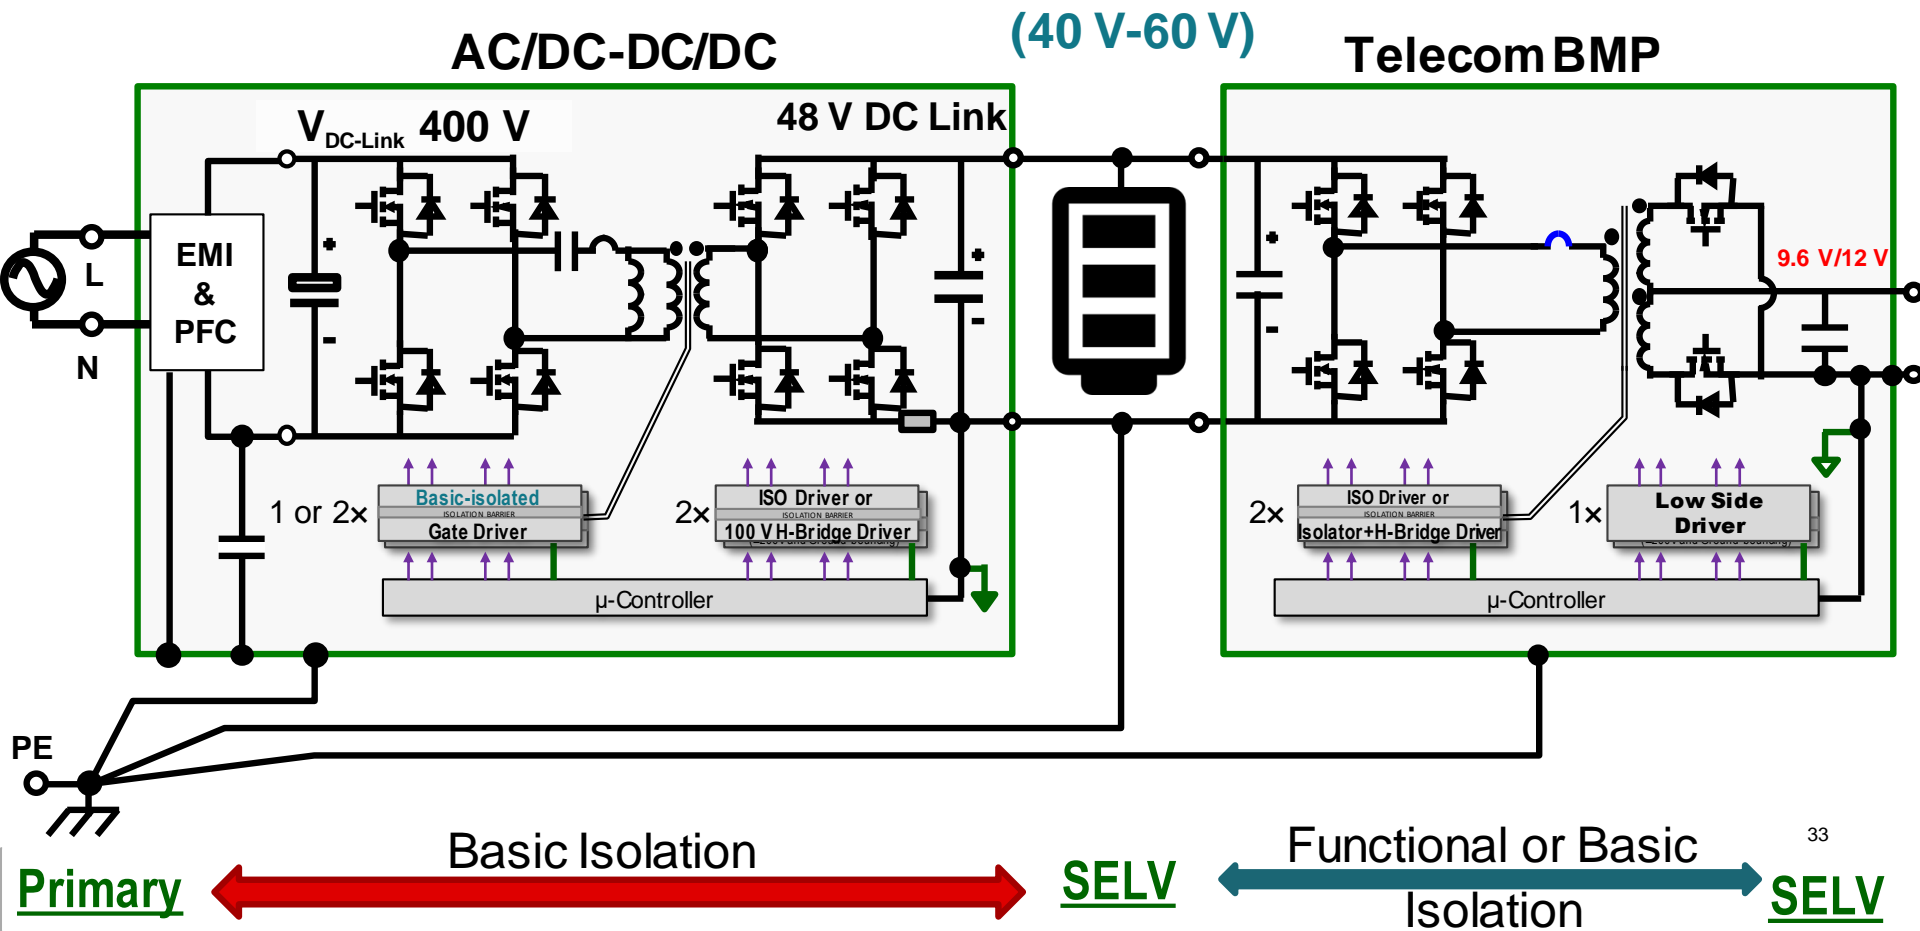 (40 V-60 V)
AC/DC-DC/DC
Telecom BMP
VDC-Link 400 V
48 V DC Link
L
N
EMI
&
PFC
+
-
+
-
+
-
9.6 V/12 V
1 or 2×
Basic-isolated
ISOLATION BARRIER
Gate Driver
2×
ISO Driver or
ISOLATION BARRIER
100 V H-Bridge Driver
µ-Controller
2×
ISO Driver or
ISOLATION BARRIER
Isolator+H-Bridge Driver
1×
Low Side
Driver
µ-Controller
PE
Primary
Basic Isolation
SELV
Functional or Basic
Isolation
33
SELV